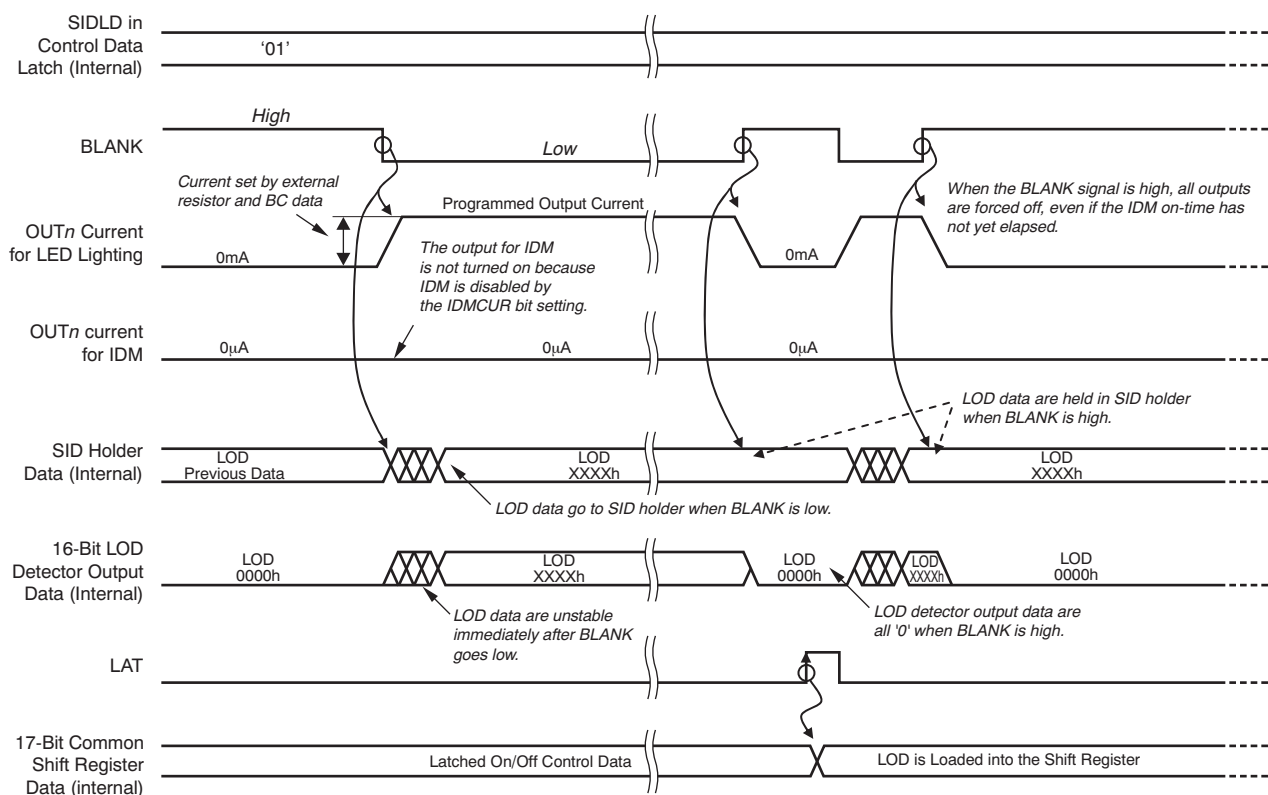 SIDLD in
Control Data
Latch (Internal)
‘01’
BLANK
High
Low
Current set by external
resistor and BC data
Programmed Output Current
When the BLANK signal is high, all outputs
are forced off, even if the IDM on-time has
not yet elapsed.
OUTn Current
for LED Lighting
0mA
0mA
The output for IDM
is not turned on because
IDM is disabled by
the IDMCUR bit setting.
OUTn current
for IDM
0μA
0μA
0μA
LOD data are held in SID holder
when BLANK is high.
SID Holder
Data (Internal)
LOD
Previous Data
LOD
XXXXh
LOD
XXXXh
LOD data go to SID holder when BLANK is low.
16-Bit LOD
Detector Output
Data (Internal)
LOD
0000h
LOD
XXXXh
LOD
0000h
LOD
XXXXh
LOD
0000h
LOD data are unstable
immediately after BLANK
goes low.
LOD detector output data are
all '0' when BLANK is high.
LAT
17-Bit Common
Shift Register
Data (internal)
Latched On/Off Control Data
LOD is Loaded into the Shift Register